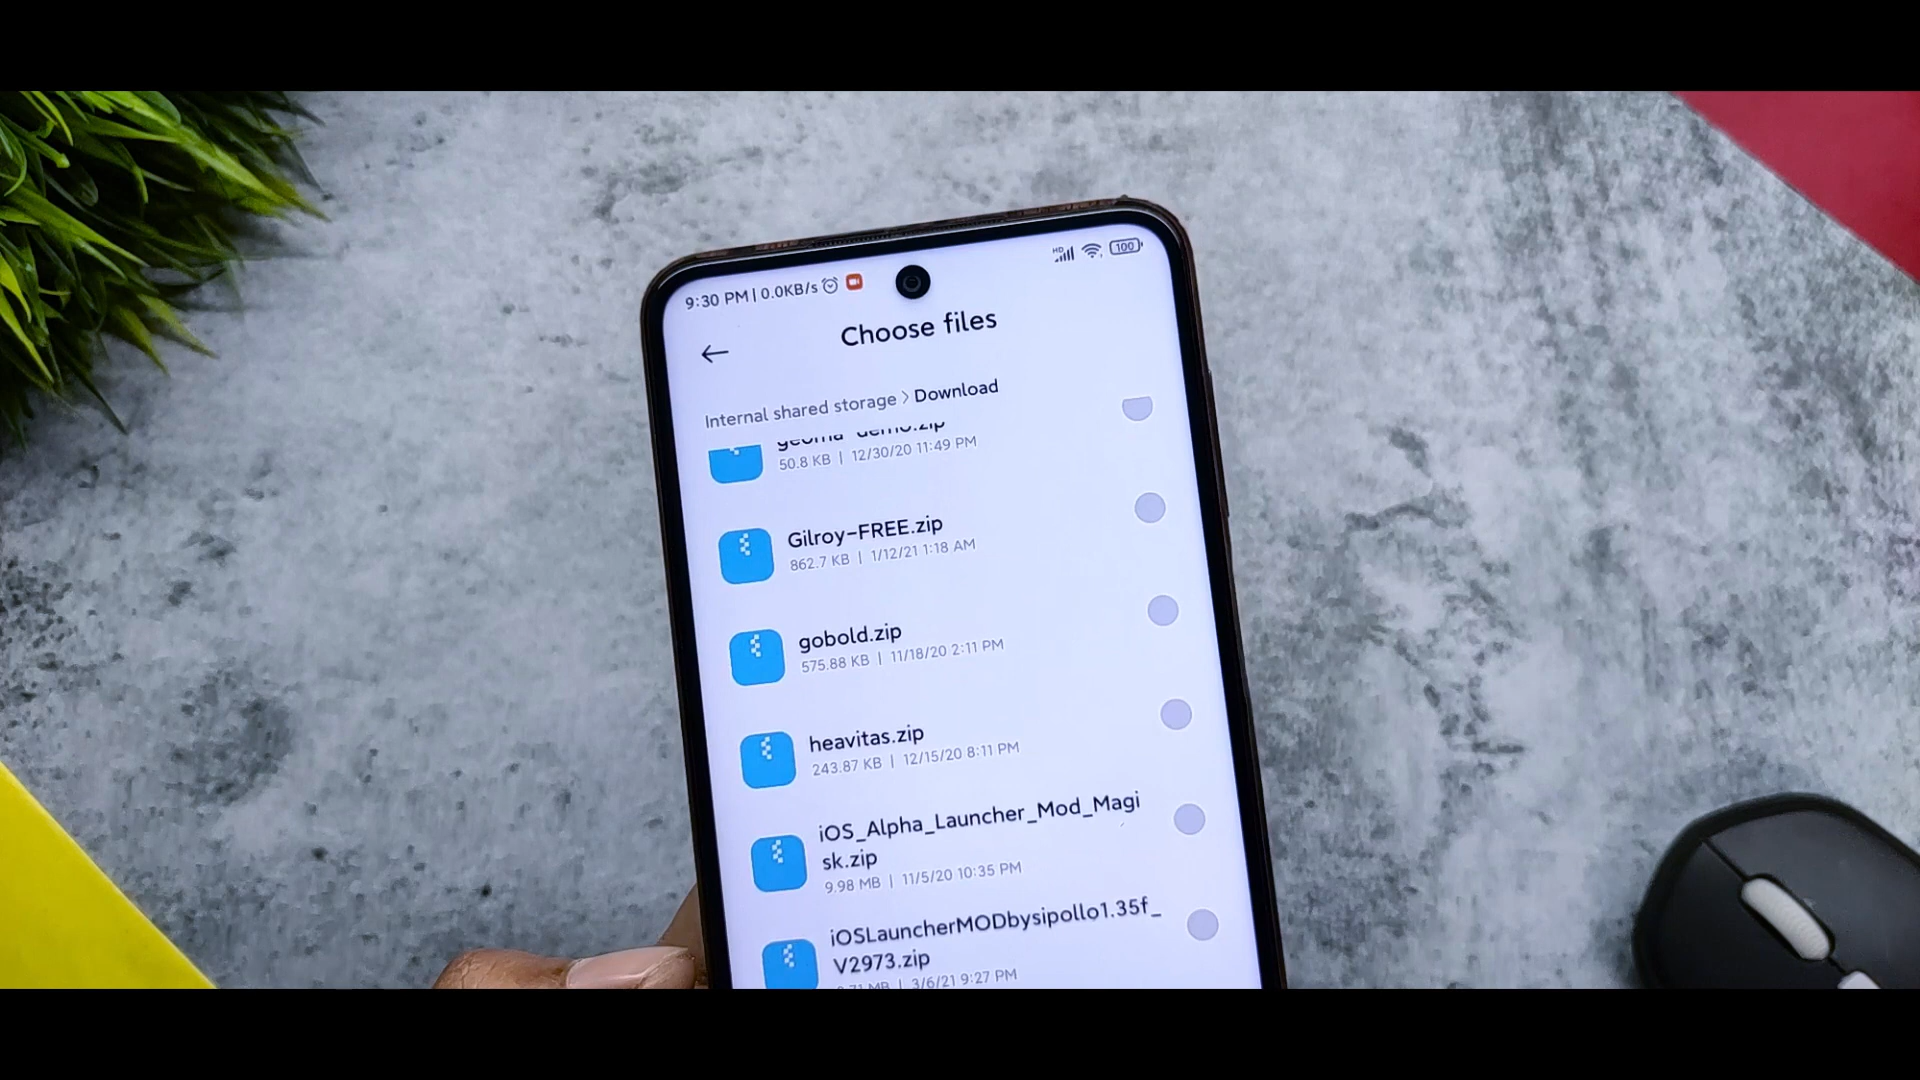 9:30 PM | 0.0KB/s
HD
100
Choose files
Internal shared storage > Download
50.8 KB | 12/30/20 11:49 PM
Gilroy-FREE.zip
862.7 KB | 1/12/21 1:18 AM
gobold.zip
575.88 KB | 11/18/20 2:11 PM
heavitas.zip
243.87 KB | 12/15/20 8:11 PM
iOS_Alpha_Launcher_Mod_Magi
sk.zip
9.98 MB | 11/5/20 10:35 PM
iOSLauncherMODbysipollo1.35f_
V2973.zip
MB | 3/6/21 9:27 PM